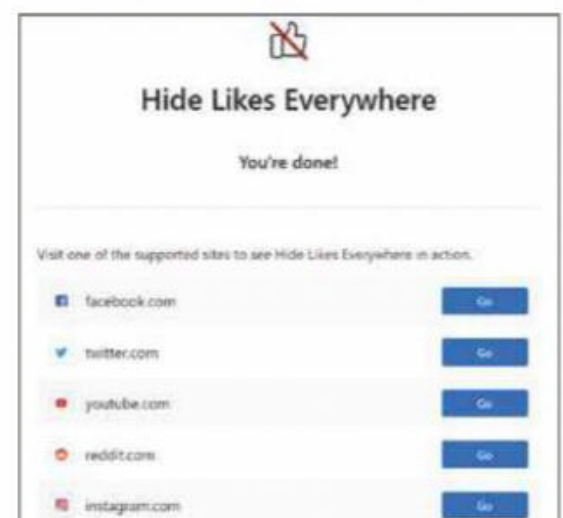 Hide Likes Everywhere
You're done!
Visit one of the supported sites to see Hide Likes Everywhere in action.
facebook.com Go
twitter.com Go
youtube.com Go
reddit.com Go
instagram.com Go